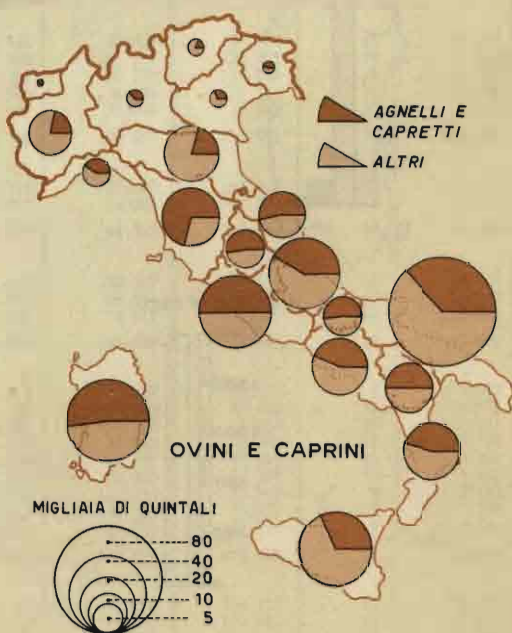 AGNELLI E
CAPRETTI
ALTRI
OVINI E CAPRINI
MIGLIAIA DI QUINTALI
80
40
20
10
5